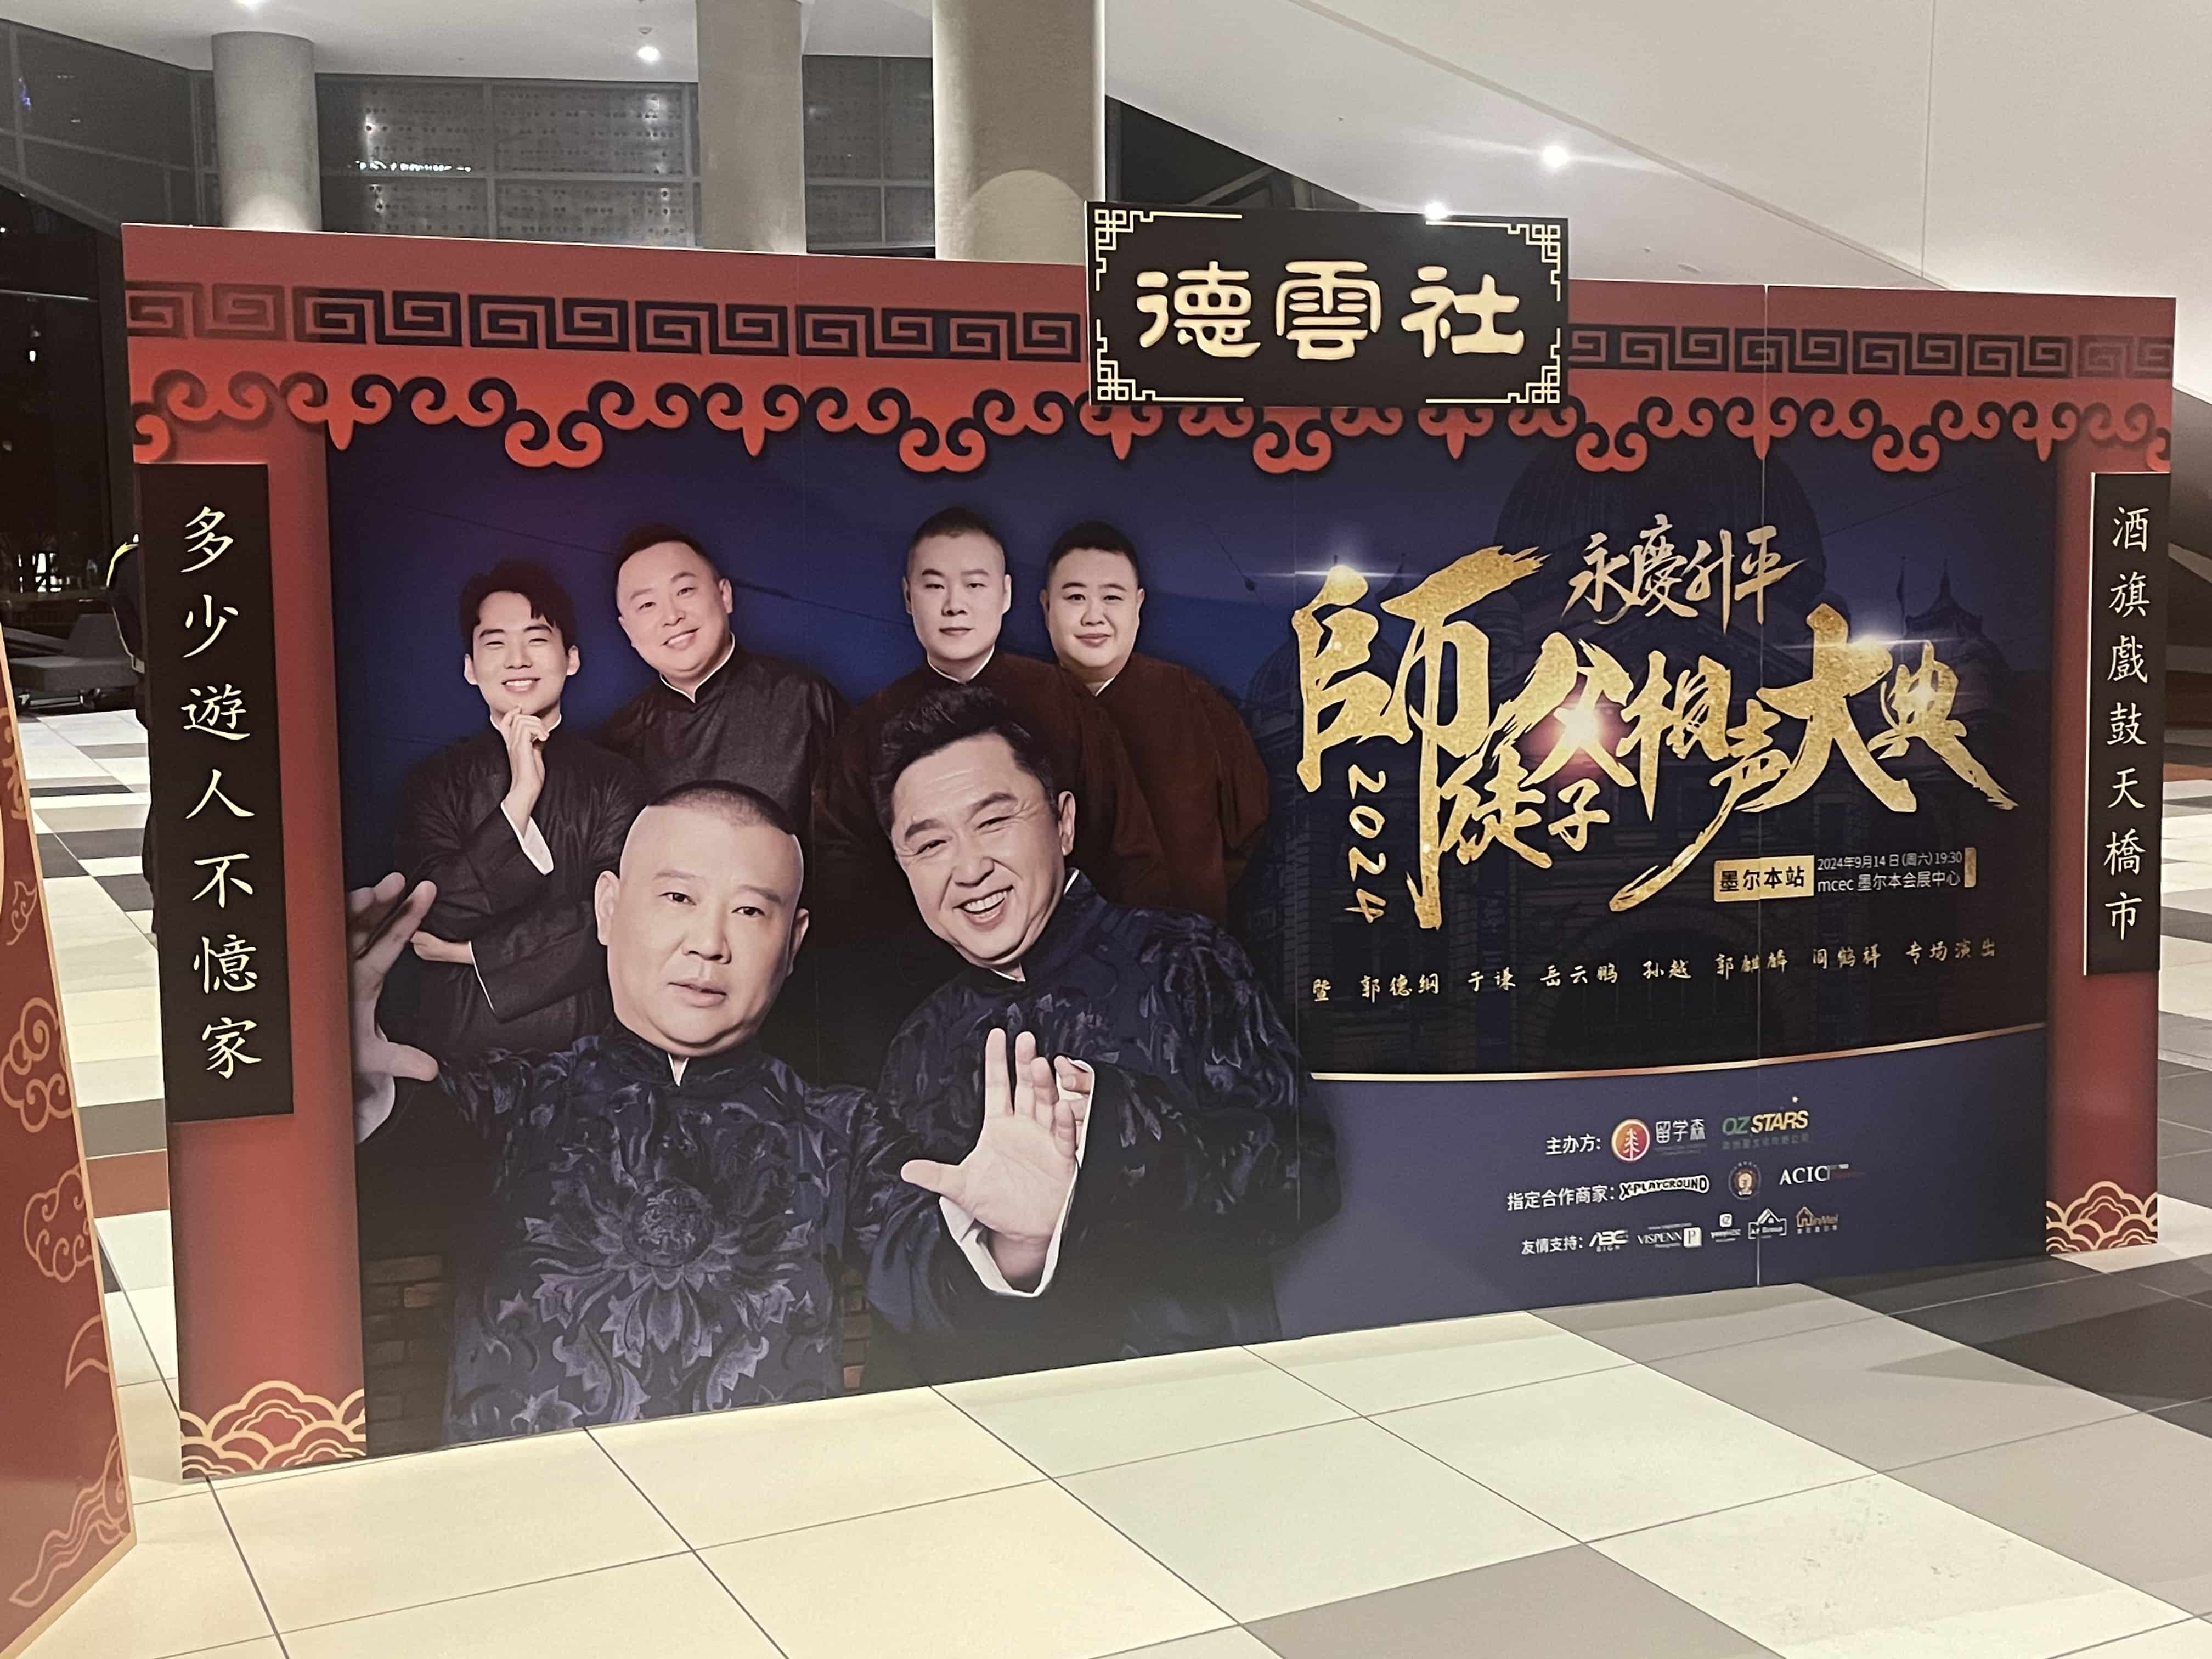 德雲社
酒旗戲鼓天橋市
多少遊人不憶家
永慶升平
師父徒子相声大典
2024
墨尔本站
2024年9月14日(周六)19:30
mcec 墨尔本会展中心
暨 郭德纲 于谦 岳云鹏 孙越 郭麒麟 阎鹤祥 专场演出
主办方: 留学森 OZ STARS
指定合作商家: X-PLAYGROUND ACIC
友情支持: ABC SIGN VISPENN